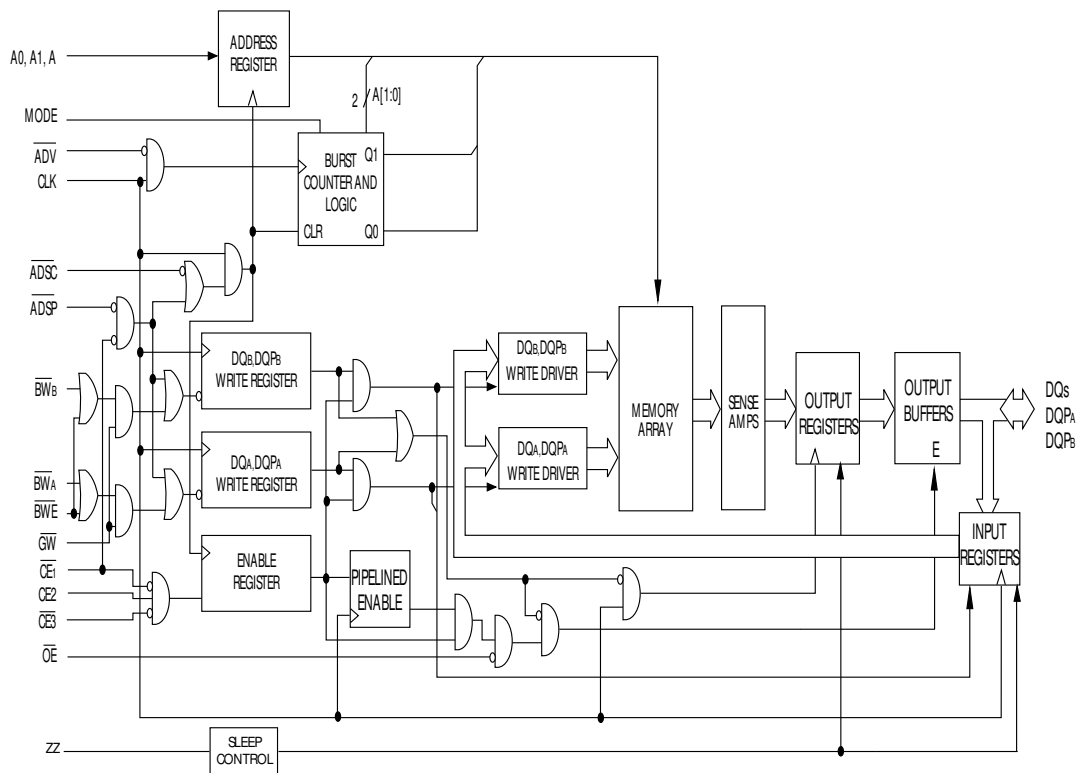 A0, A1, A
ADDRESS
REGISTER
2
A[1:0]
MODE
ADV
CLK
BURST
COUNTER AND
LOGIC
Q1
CLR
Q0
ADSC
ADSP
DQB,DQPB
WRITE REGISTER
DQB,DQPB
WRITE DRIVER
MEMORY
ARRAY
SENSE
AMPS
OUTPUT
REGISTERS
OUTPUT
BUFFERS
E
DQs
DQPA
DQPB
BWB
DQA,DQPA
WRITE REGISTER
DQA,DQPA
WRITE DRIVER
BWA
BWE
GW
CE1
CE2
CE3
ENABLE
REGISTER
PIPELINED
ENABLE
INPUT
REGISTERS
OE
ZZ
SLEEP
CONTROL